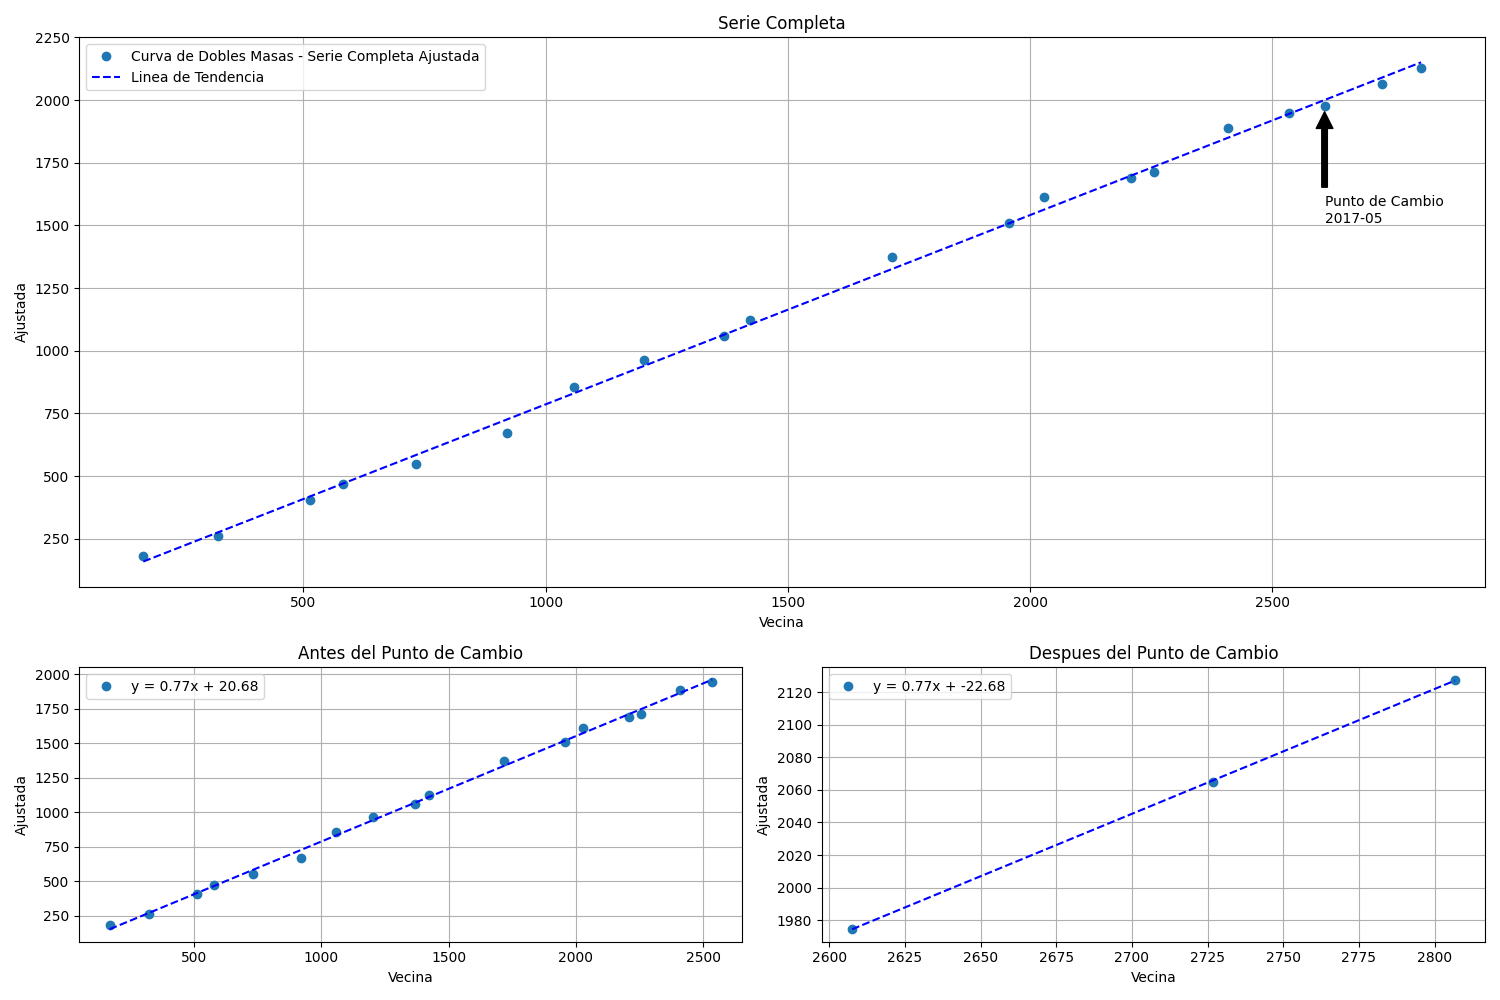 Serie Completa
Curva de Dobles Masas - Serie Completa Ajustada
Linea de Tendencia
Ajustada
2250
2000
1750
1500
1250
1000
750
500
250
Punto de Cambio
2017-05
500 1000 1500 2000 2500
Vecina
Antes del Punto de Cambio
y = 0.77x + 20.68
Ajustada
2000
1750
1500
1250
1000
750
500
250
500 1000 1500 2000 2500
Vecina
Despues del Punto de Cambio
y = 0.77x + -22.68
Ajustada
2120
2100
2080
2060
2040
2020
2000
1980
2600 2625 2650 2675 2700 2725 2750 2775 2800
Vecina